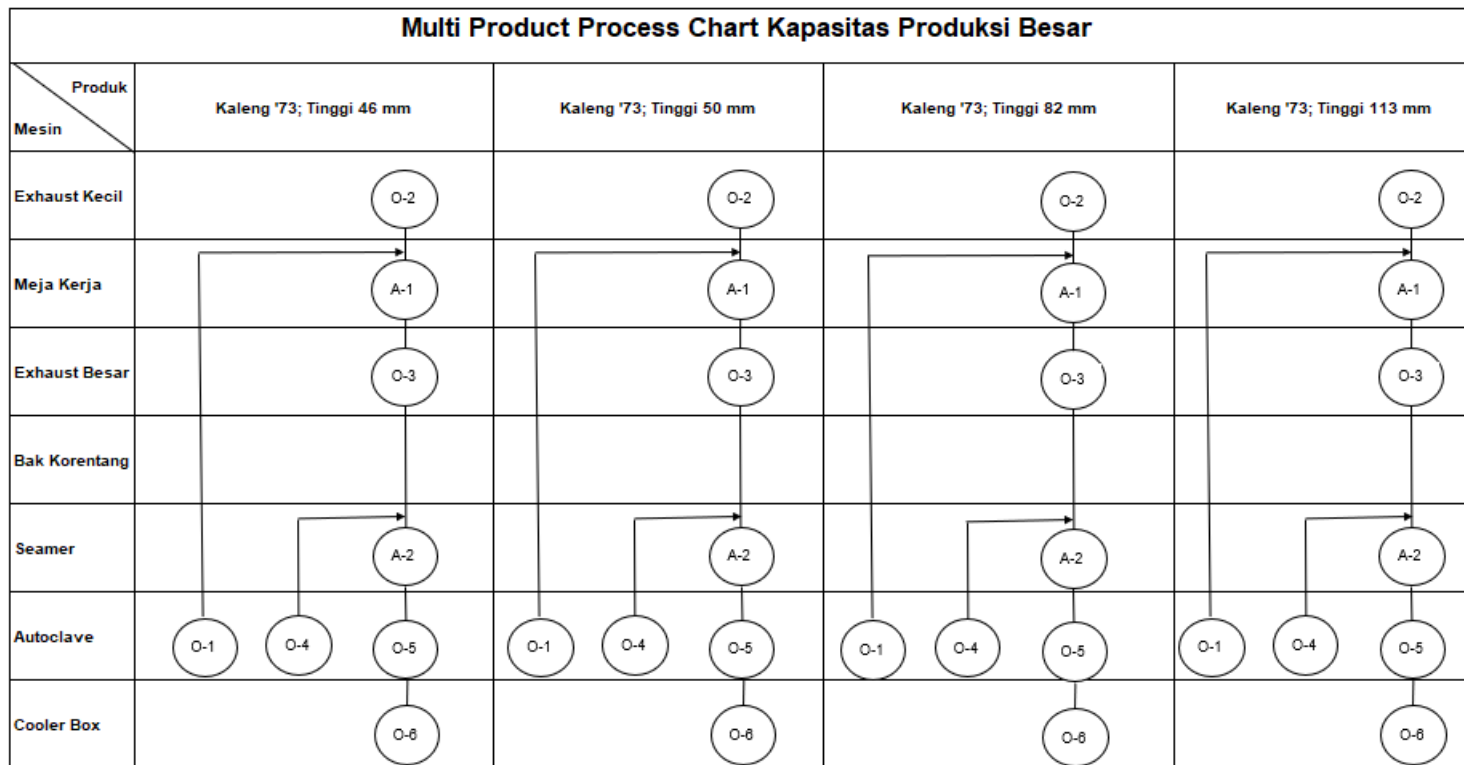 Multi Product Process Chart Kapasitas Produksi Besar
Produk
Mesin
Kaleng '73; Tinggi 46 mm
Kaleng '73; Tinggi 50 mm
Kaleng '73; Tinggi 82 mm
Kaleng '73; Tinggi 113 mm
Exhaust Kecil
O-2
O-2
O-2
O-2
Meja Kerja
A-1
A-1
A-1
A-1
Exhaust Besar
O-3
O-3
O-3
O-3
Bak Korentang
Seamer
A-2
A-2
A-2
A-2
Autoclave
O-1
O-4
O-5
O-1
O-4
O-5
O-1
O-4
O-5
O-1
O-4
O-5
Cooler Box
O-6
O-6
O-6
O-6